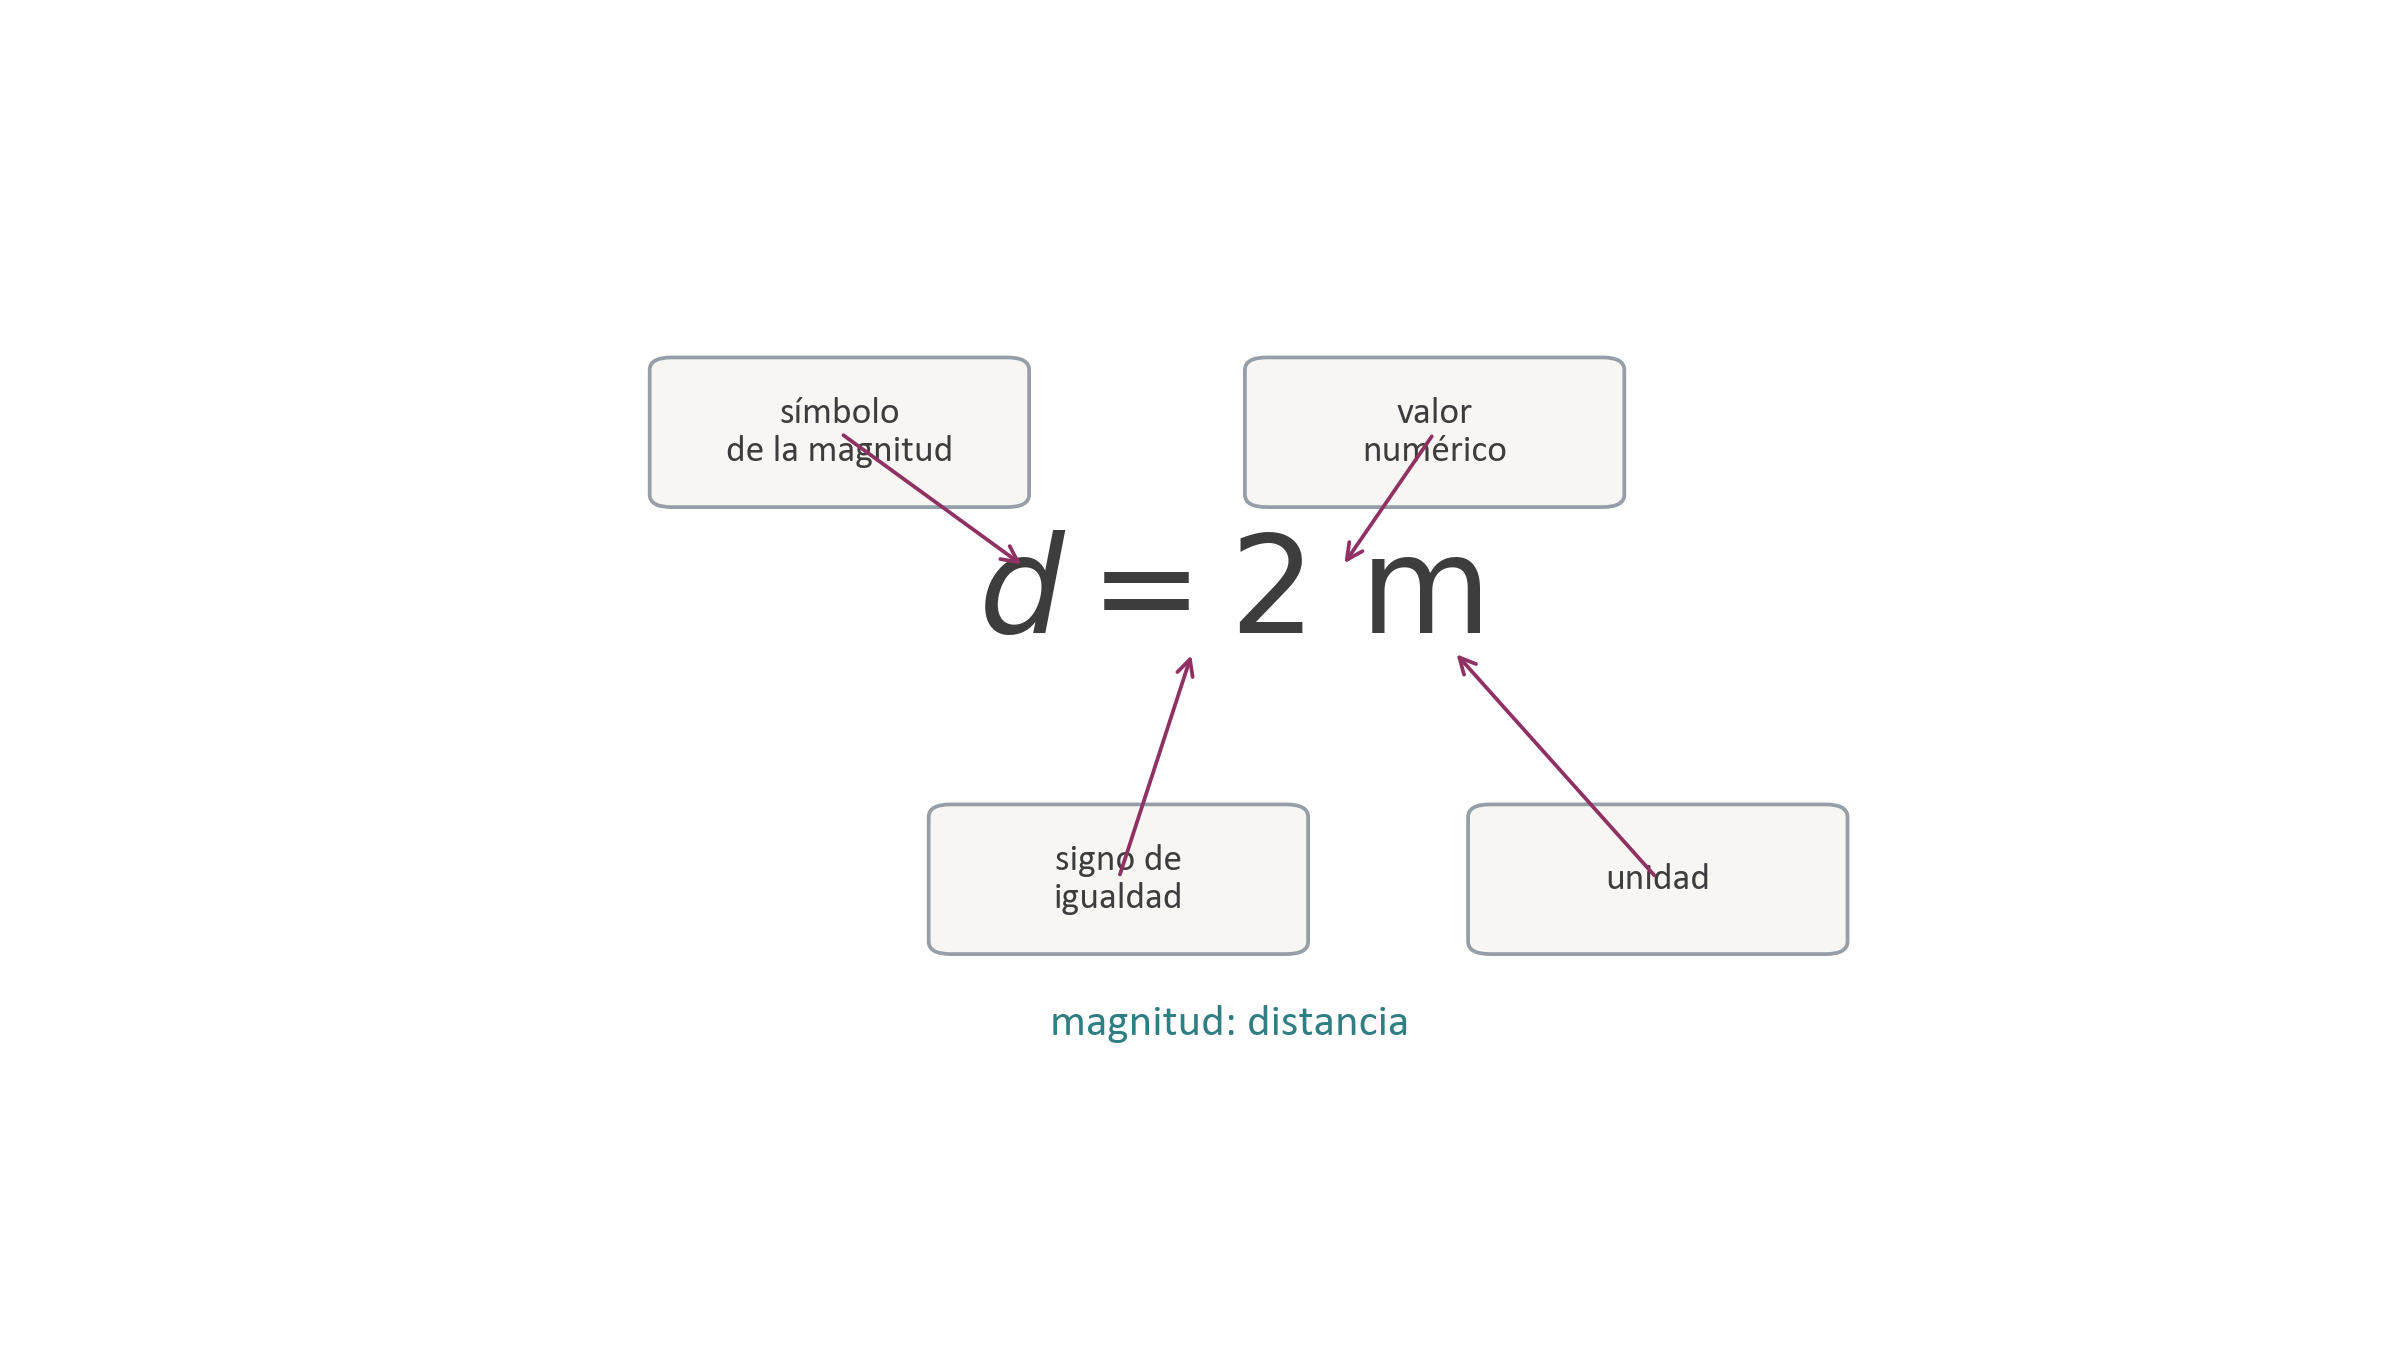 símbolo
de la magnitud
valor
numérico
d = 2 m
signo de
igualdad
unidad
magnitud: distancia